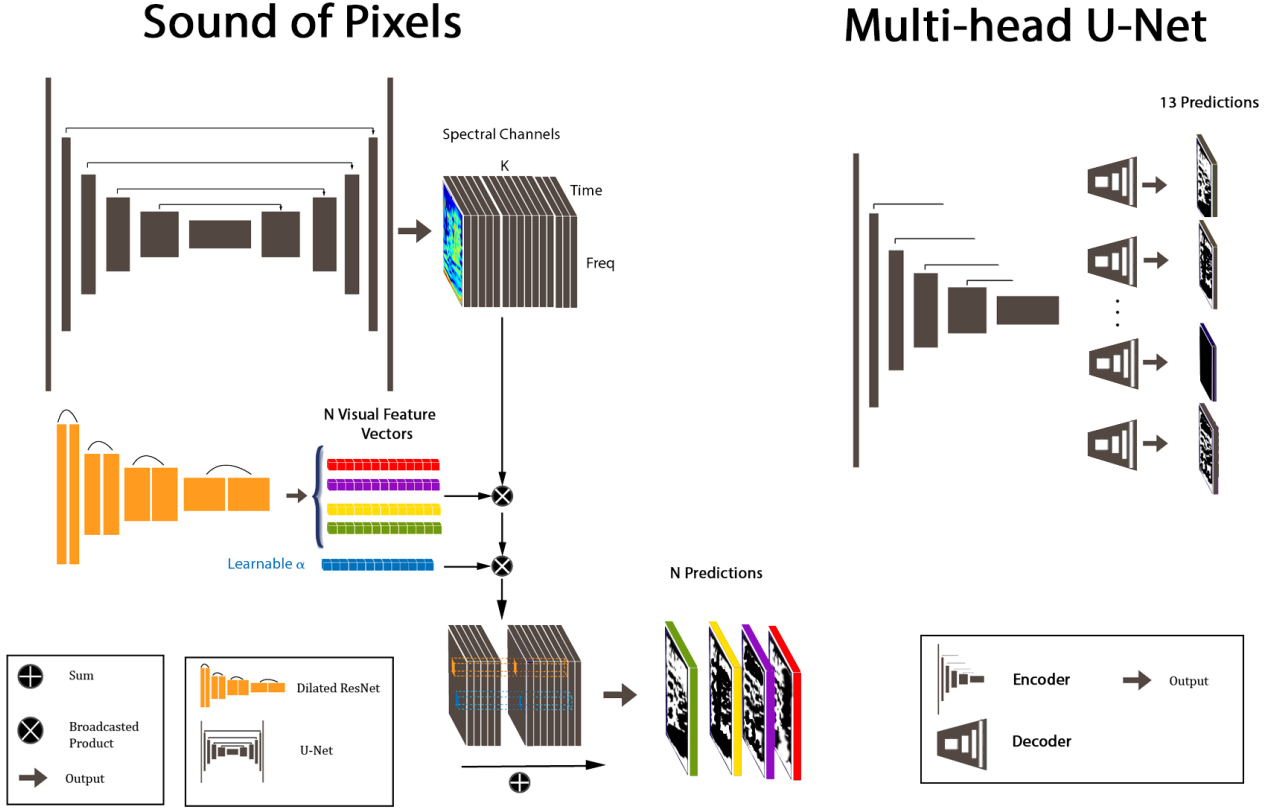 Sound of Pixels
Multi-head U-Net
13 Predictions
Spectral Channels
K
Time
Freq
N Visual Feature
Vectors
Learnable α
N Predictions
Sum
Broadcasted
Product
Output
Dilated ResNet
U-Net
Encoder
Output
Decoder